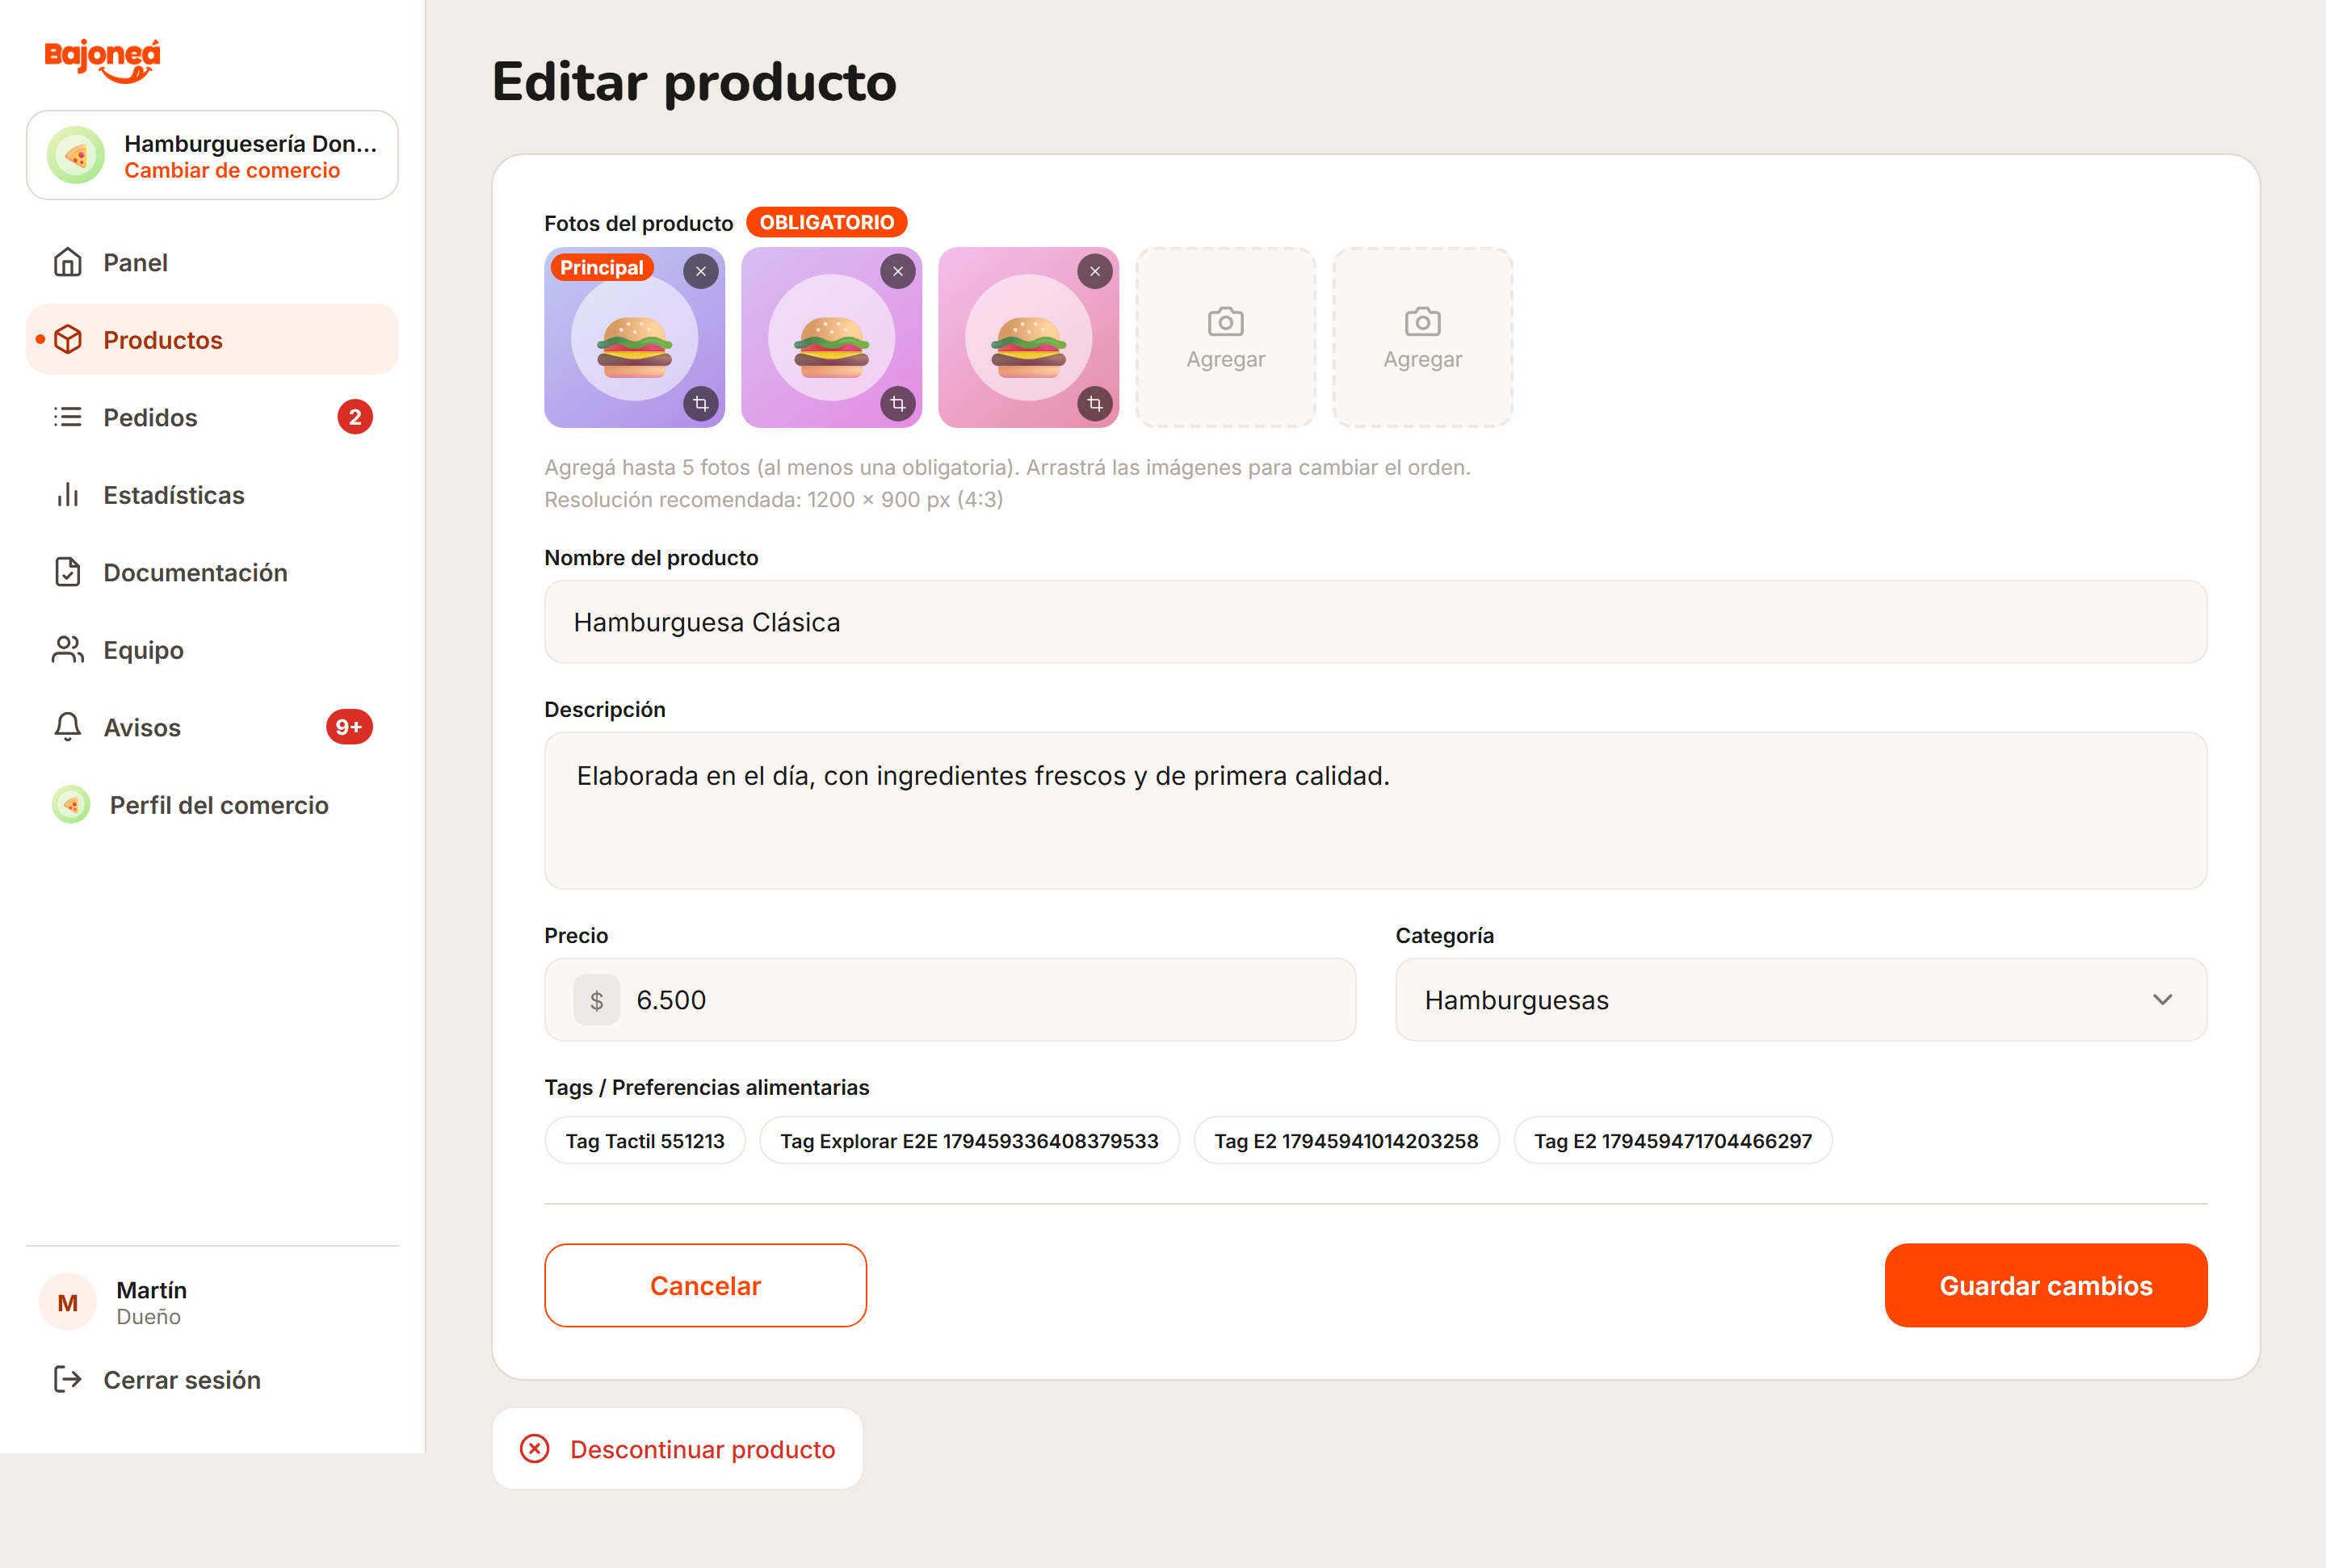 Bajoneá
Hamburguesería Don...
Cambiar de comercio
Panel
Productos
Pedidos
2
Estadísticas
Documentación
Equipo
Avisos
9+
Perfil del comercio
Martín
M
Dueño
Cerrar sesión
Editar producto
Fotos del producto OBLIGATORIO
Principal
Agregar
Agregar
Agregá hasta 5 fotos (al menos una obligatoria). Arrastrá las imágenes para cambiar el orden.
Resolución recomendada: 1200 × 900 px (4:3)
Nombre del producto
Hamburguesa Clásica
Descripción
Elaborada en el día, con ingredientes frescos y de primera calidad.
Precio
$ 6.500
Categoría
Hamburguesas
Tags / Preferencias alimentarias
Tag Tactil 551213
Tag Explorar E2E 179459336408379533
Tag E2 17945941014203258
Tag E2 179459471704466297
Cancelar
Guardar cambios
Descontinuar producto